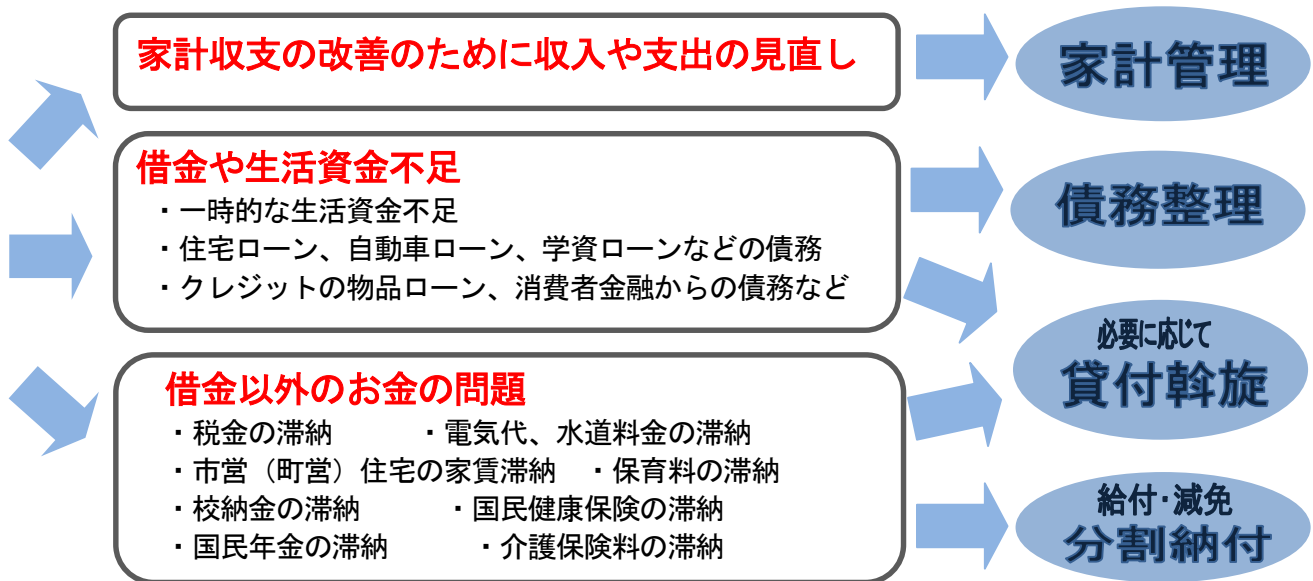 家計収支の改善のために収入や支出の見直し
家計管理
借金や生活資金不足
・一時的な生活資金不足
・住宅ローン、自動車ローン、学資ローンなどの債務
・クレジットの物品ローン、消費者金融からの債務など
債務整理
必要に応じて
貸付斡旋
借金以外のお金の問題
・税金の滞納　・電気代、水道料金の滞納
・市営（町営）住宅の家賃滞納　・保育料の滞納
・校納金の滞納　・国民健康保険の滞納
・国民年金の滞納　・介護保険料の滞納
給付・減免
分割納付